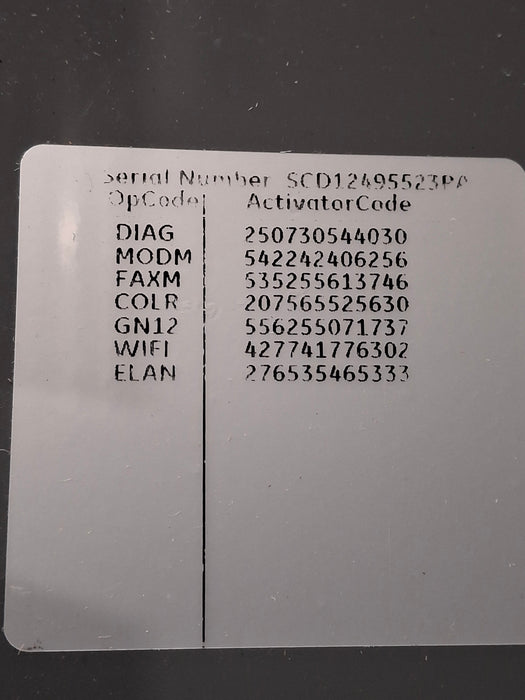 Serial Number SCD12495523PA
OpCode ActivatorCode
DIAG 250730544030
MODM 542242406256
FAXM 535255613746
COLR 207565525630
GN12 556255071737
WIFI 427741776302
ELAN 276535465333